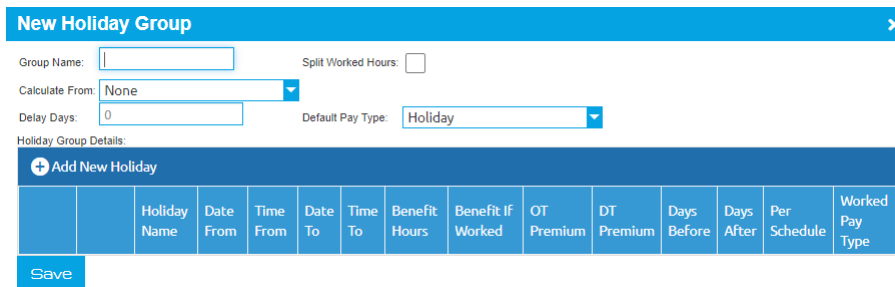 New Holiday Group
Group Name:
Split Worked Hours:
Calculate From: None
Delay Days: 0
Default Pay Type: Holiday
Holiday Group Details:
Add New Holiday
Holiday Name
Date From
Time From
Date To
Time To
Benefit Hours
Benefit If Worked
OT Premium
DT Premium
Days Before
Days After
Per Schedule
Worked Pay Type
Save